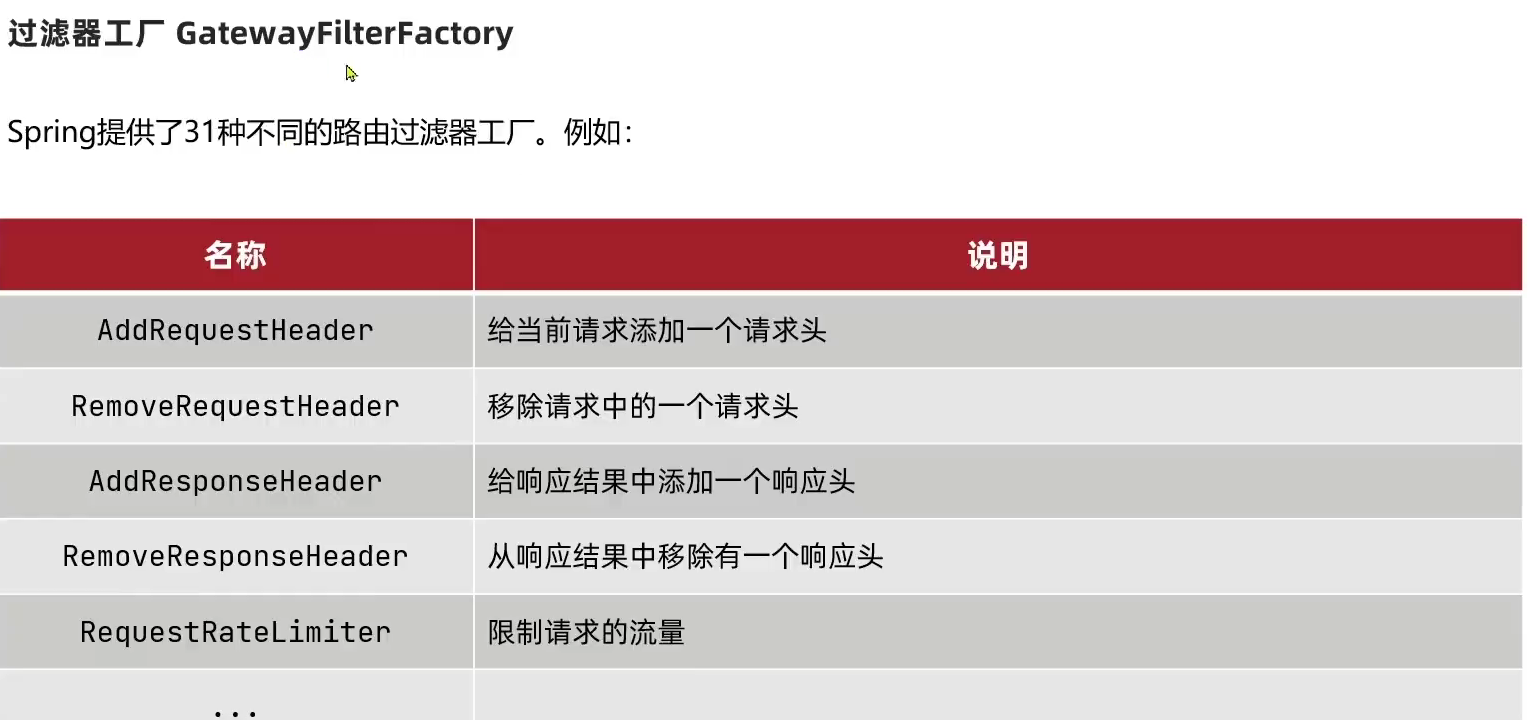 过滤器工厂 GatewayFilterFactory
Spring提供了31种不同的路由过滤器工厂。例如：
名称 说明
AddRequestHeader 给当前请求添加一个请求头
RemoveRequestHeader 移除请求中的一个请求头
AddResponseHeader 给响应结果中添加一个响应头
RemoveResponseHeader 从响应结果中移除有一个响应头
RequestRateLimiter 限制请求的流量
...